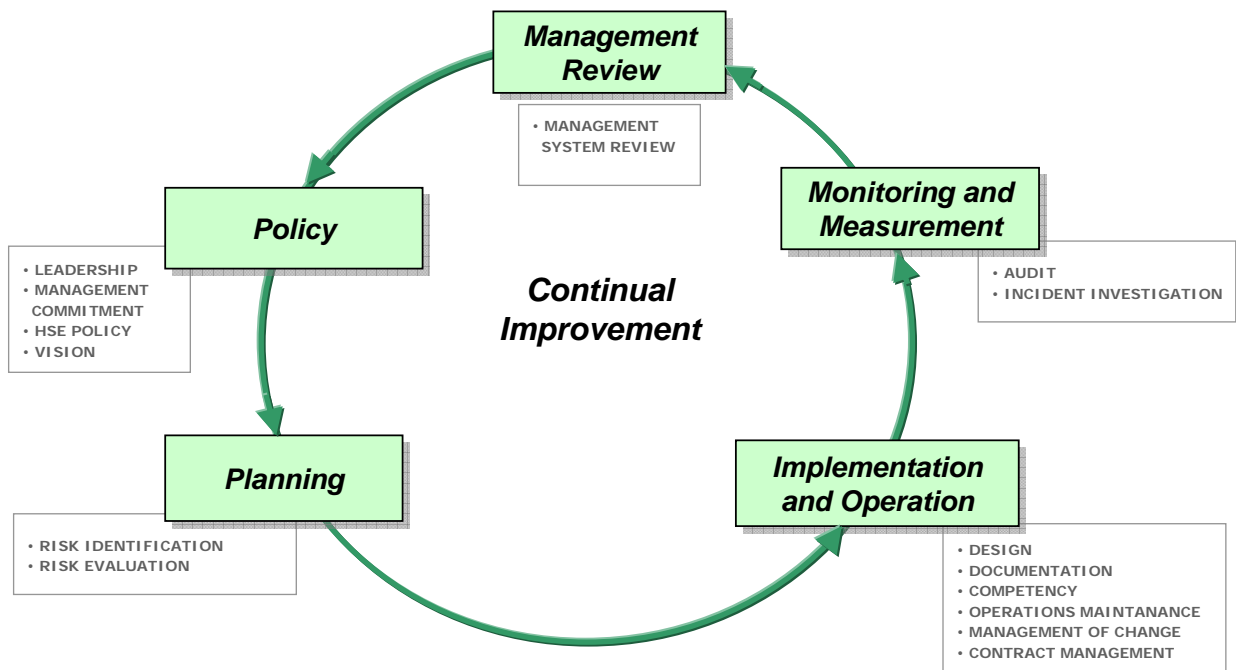 Management
Review
• MANAGEMENT
SYSTEM REVIEW
Policy
• LEADERSHIP
• MANAGEMENT
COMMITMENT
• HSE POLICY
• VISION
Monitoring and
Measurement
• AUDIT
• INCIDENT INVESTIGATION
Continual
Improvement
Planning
• RISK IDENTIFICATION
• RISK EVALUATION
Implementation
and Operation
• DESIGN
• DOCUMENTATION
• COMPETENCY
• OPERATIONS MAINTANANCE
• MANAGEMENT OF CHANGE
• CONTRACT MANAGEMENT